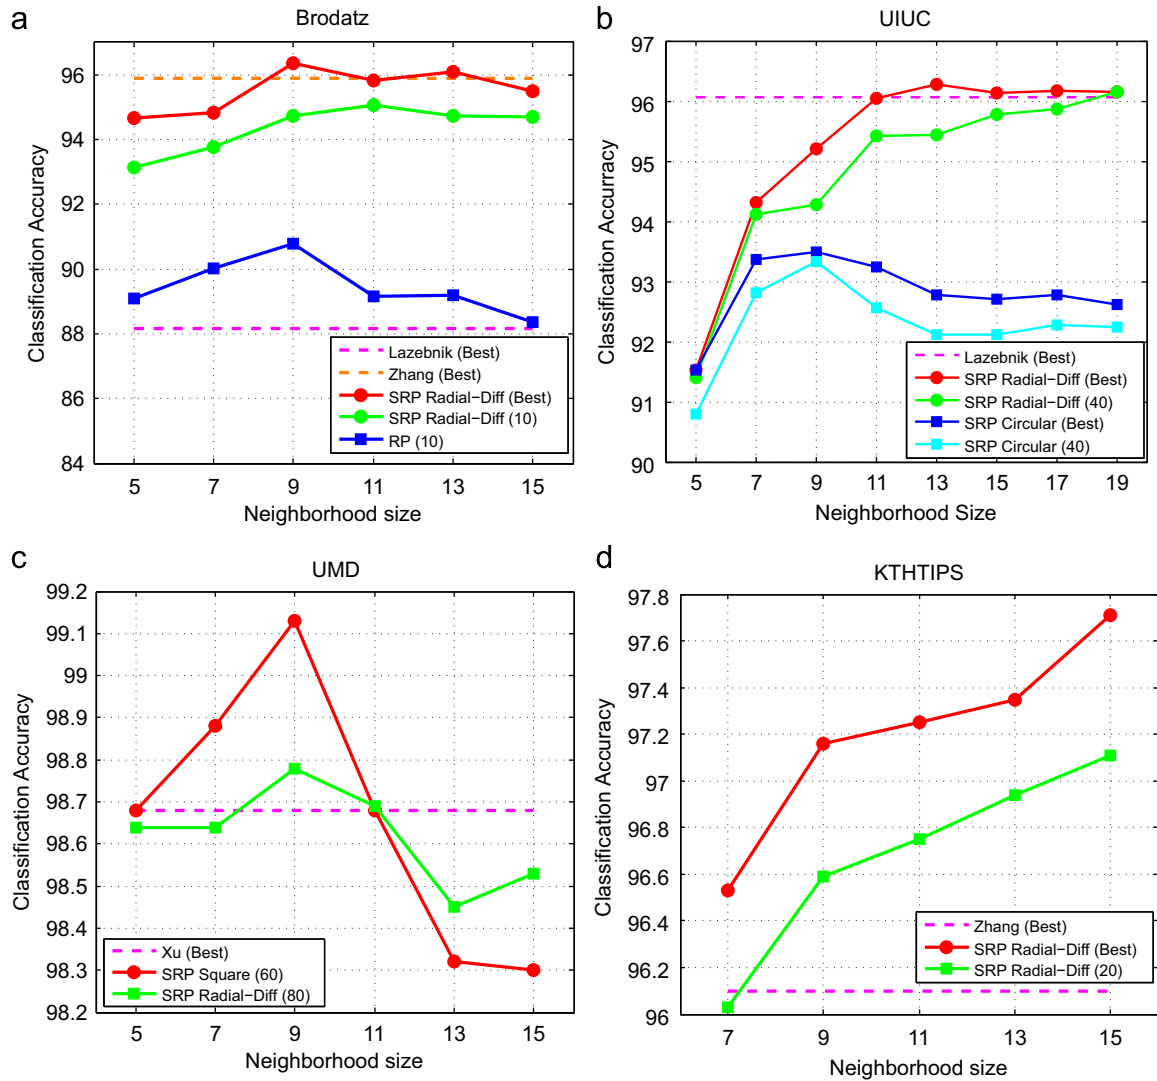 a
Brodatz
Classification Accuracy
96
94
92
90
88
86
84
5 7 9 11 13 15
Neighborhood size
Lazebnik (Best)
Zhang (Best)
SRP Radial-Diff (Best)
SRP Radial-Diff (10)
RP (10)
b
UIUC
Classification Accurracy
97
96
95
94
93
92
91
90
5 7 9 11 13 15 17 19
Neighborhood Size
Lazebnik (Best)
SRP Radial-Diff (Best)
SRP Radial-Diff (40)
SRP Circular (Best)
SRP Circular (40)
c
UMD
Classification Accuracy
99.2
99.1
99
98.9
98.8
98.7
98.6
98.5
98.4
98.3
98.2
5 7 9 11 13 15
Neighborhood size
Xu (Best)
SRP Square (60)
SRP Radial-Diff (80)
d
KTHTIPS
Classification Accuracy
97.8
97.6
97.4
97.2
97
96.8
96.6
96.4
96.2
96
7 9 11 13 15
Neighborhood size
Zhang (Best)
SRP Radial-Diff (Best)
SRP Radial-Diff (20)